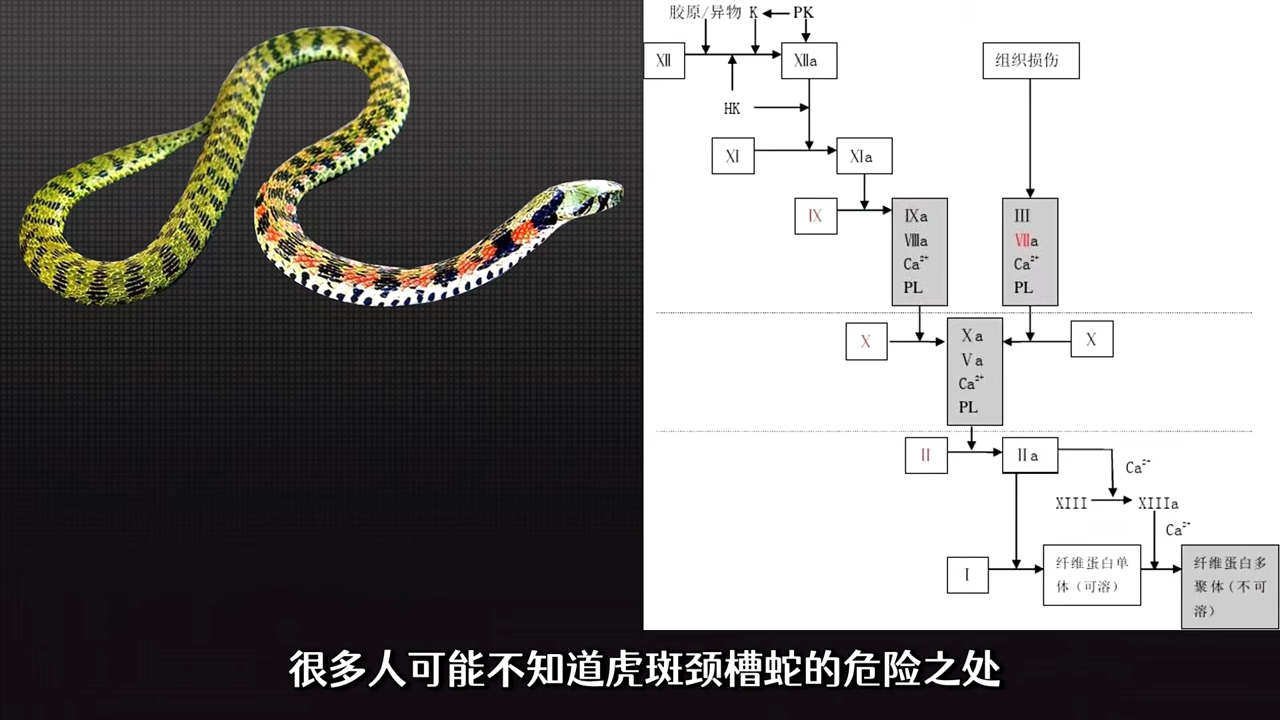 胶原/异物 K PK
XII XIIa 组织损伤
HK
XI XIa
IX IXa III
VIIIa VIIa
Ca²⁺ Ca²⁺
PL PL
X Xa X
Va
Ca²⁺
PL
II IIa
Ca²⁺
XIII XIIIa
Ca²⁺
I 纤维蛋白单 纤维蛋白多
体（可溶） 聚体(不可
溶）
很多人可能不知道虎斑颈槽蛇的危险之处